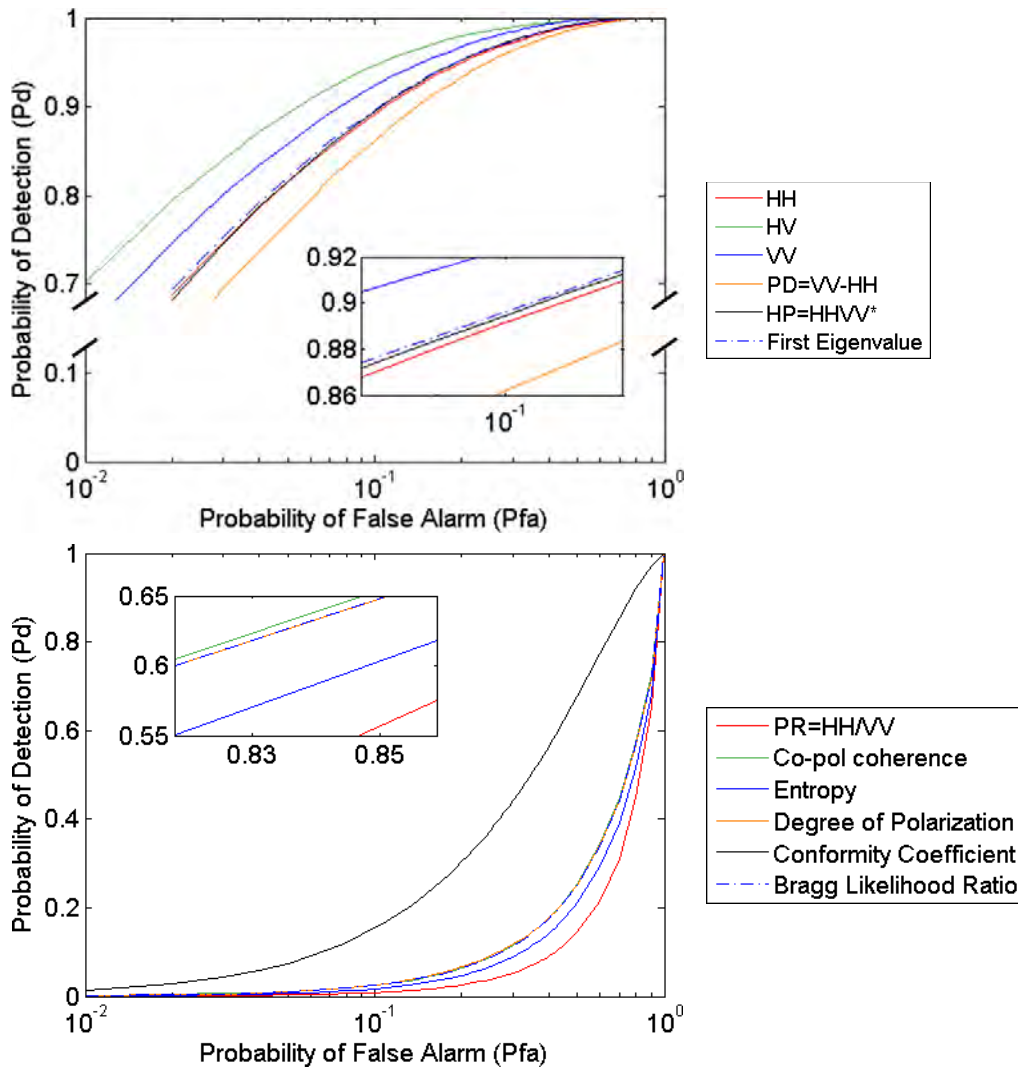 1
0.9
0.8
0.7
0.1
0
Probability of Detection (Pd)
0.92
0.9
0.88
0.86
10⁻¹
10⁻²
10⁻¹
10⁰
Probability of False Alarm (Pfa)
HH
HV
VV
PD=VV-HH
HP=HHVV*
First Eigenvalue
1
0.8
0.6
0.4
0.2
0
Probability of Detection (Pd)
0.65
0.6
0.55
0.83
0.85
10⁻²
10⁻¹
10⁰
Probability of False Alarm (Pfa)
PR=HH/VV
Co-pol coherence
Entropy
Degree of Polarization
Conformity Coefficient
Bragg Likelihood Ratio